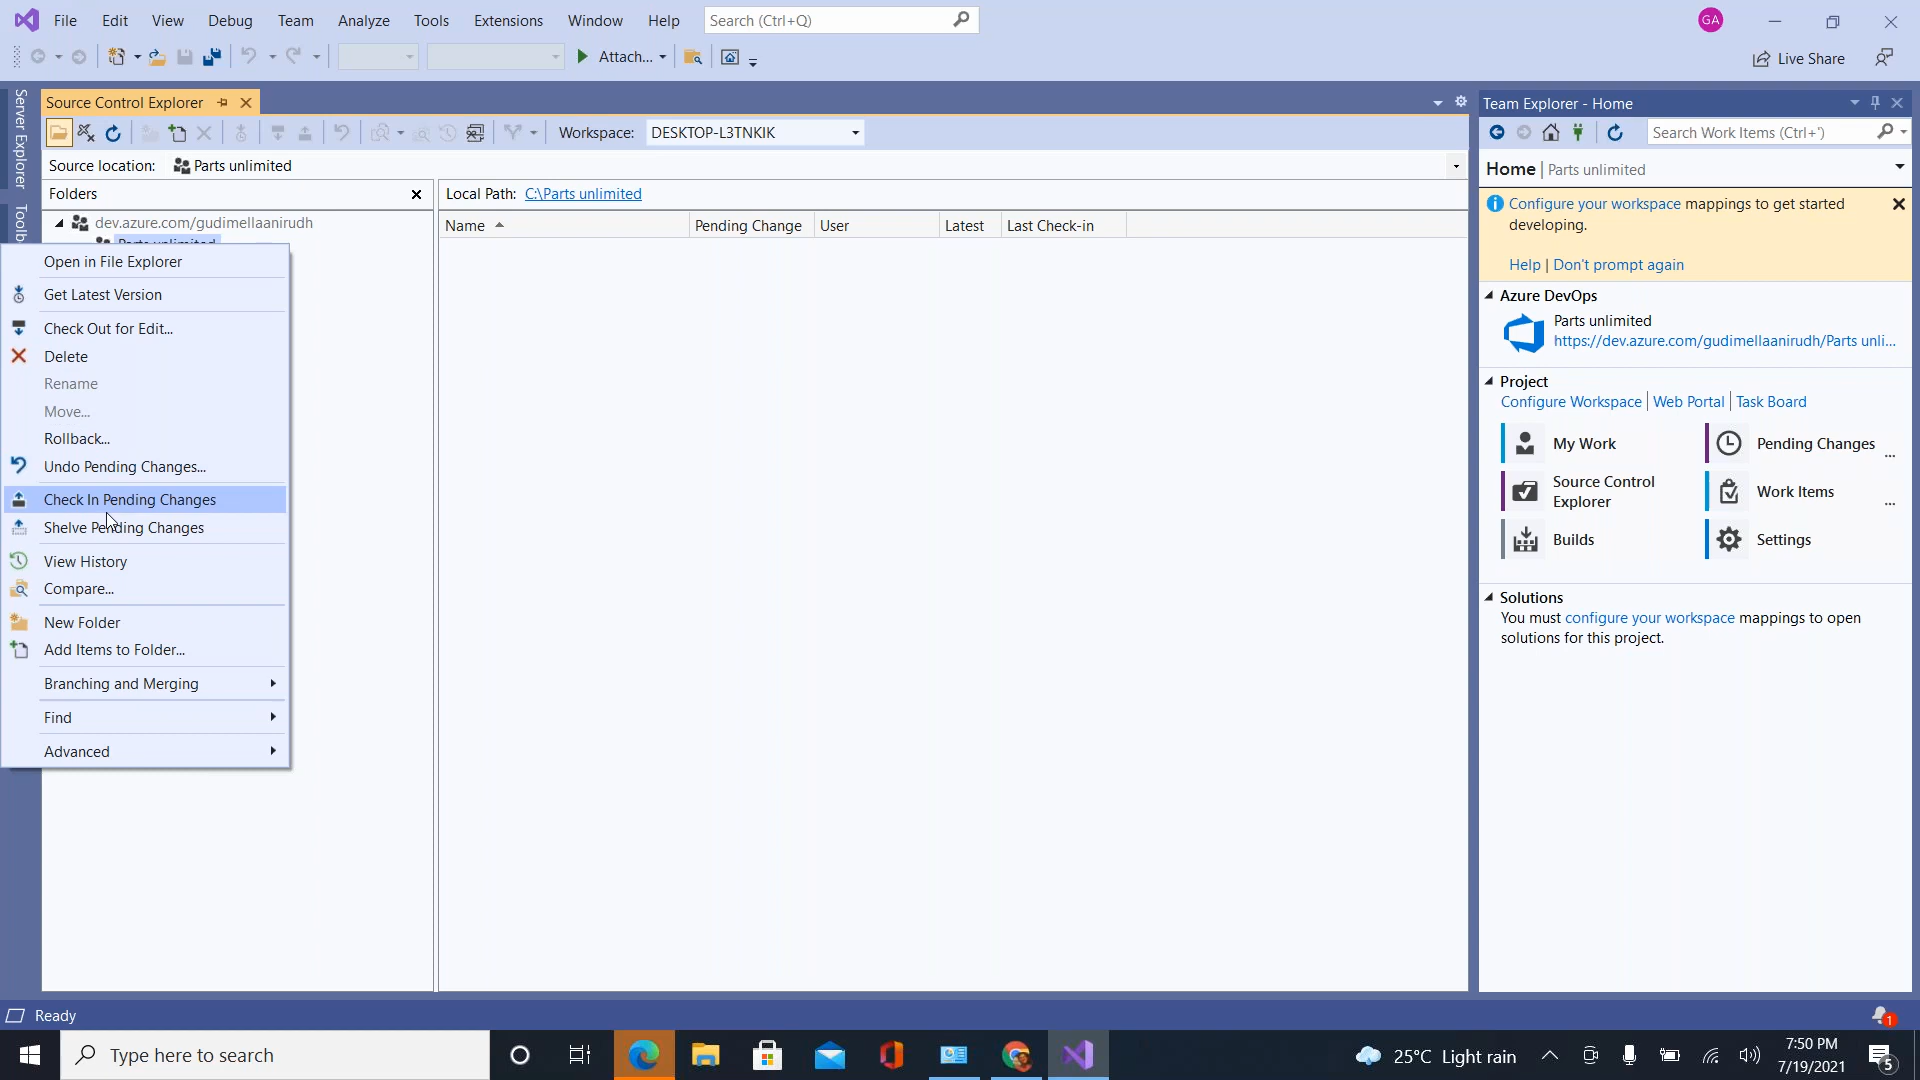 File Edit View Debug Team Analyze Tools Extensions Window Help Search (Ctrl+Q) GA
Attach... Live Share
Server Explorer
Source Control Explorer
Workspace: DESKTOP-L3TNKIK
Source location: Parts unlimited
Folders
dev.azure.com/gudimellaanirudh
Parts unlimited
Local Path: C:\Parts unlimited
Name Pending Change User Latest Last Check-in
Open in File Explorer
Get Latest Version
Check Out for Edit...
Delete
Rename
Move...
Rollback...
Undo Pending Changes...
Check In Pending Changes
Shelve Pending Changes
View History
Compare...
New Folder
Add Items to Folder...
Branching and Merging
Find
Advanced
Team Explorer - Home
Search Work Items (Ctrl+')
Home | Parts unlimited
Configure your workspace mappings to get started
developing.
Help | Don't prompt again
Azure DevOps
Parts unlimited
https://dev.azure.com/gudimellaanirudh/Parts unli...
Project
Configure Workspace | Web Portal | Task Board
My Work Pending Changes ...
Source Control
Explorer
Work Items ...
Builds Settings
Solutions
You must configure your workspace mappings to open
solutions for this project.
Ready 1
Type here to search 25°C Light rain
7:50 PM
7/19/2021
5